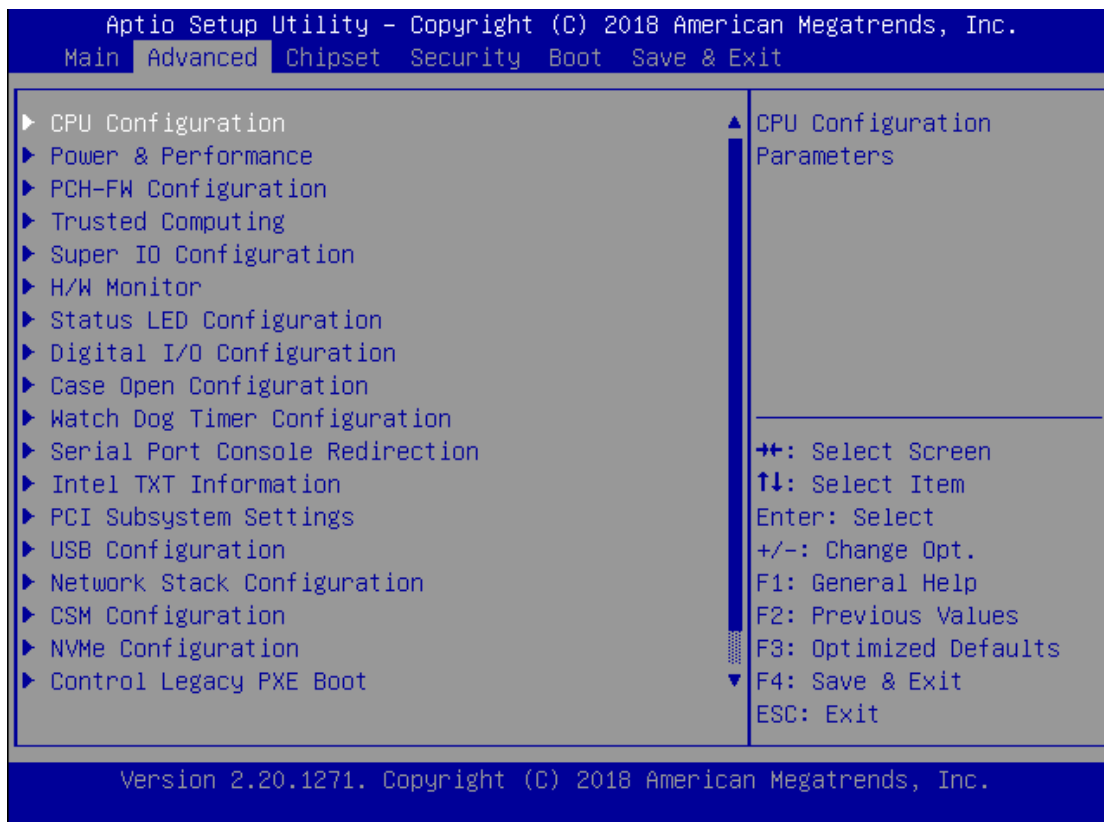 Aptio Setup Utility – Copyright (C) 2018 American Megatrends, Inc.
Main Advanced Chipset Security Boot Save & Exit
CPU Configuration
Power & Performance
PCH-FW Configuration
Trusted Computing
Super IO Configuration
H/W Monitor
Status LED Configuration
Digital I/O Configuration
Case Open Configuration
Watch Dog Timer Configuration
Serial Port Console Redirection
Intel TXT Information
PCI Subsystem Settings
USB Configuration
Network Stack Configuration
CSM Configuration
NVMe Configuration
Control Legacy PXE Boot
CPU Configuration
Parameters
→←: Select Screen
↑↓: Select Item
Enter: Select
+/-: Change Opt.
F1: General Help
F2: Previous Values
F3: Optimized Defaults
F4: Save & Exit
ESC: Exit
Version 2.20.1271. Copyright (C) 2018 American Megatrends, Inc.